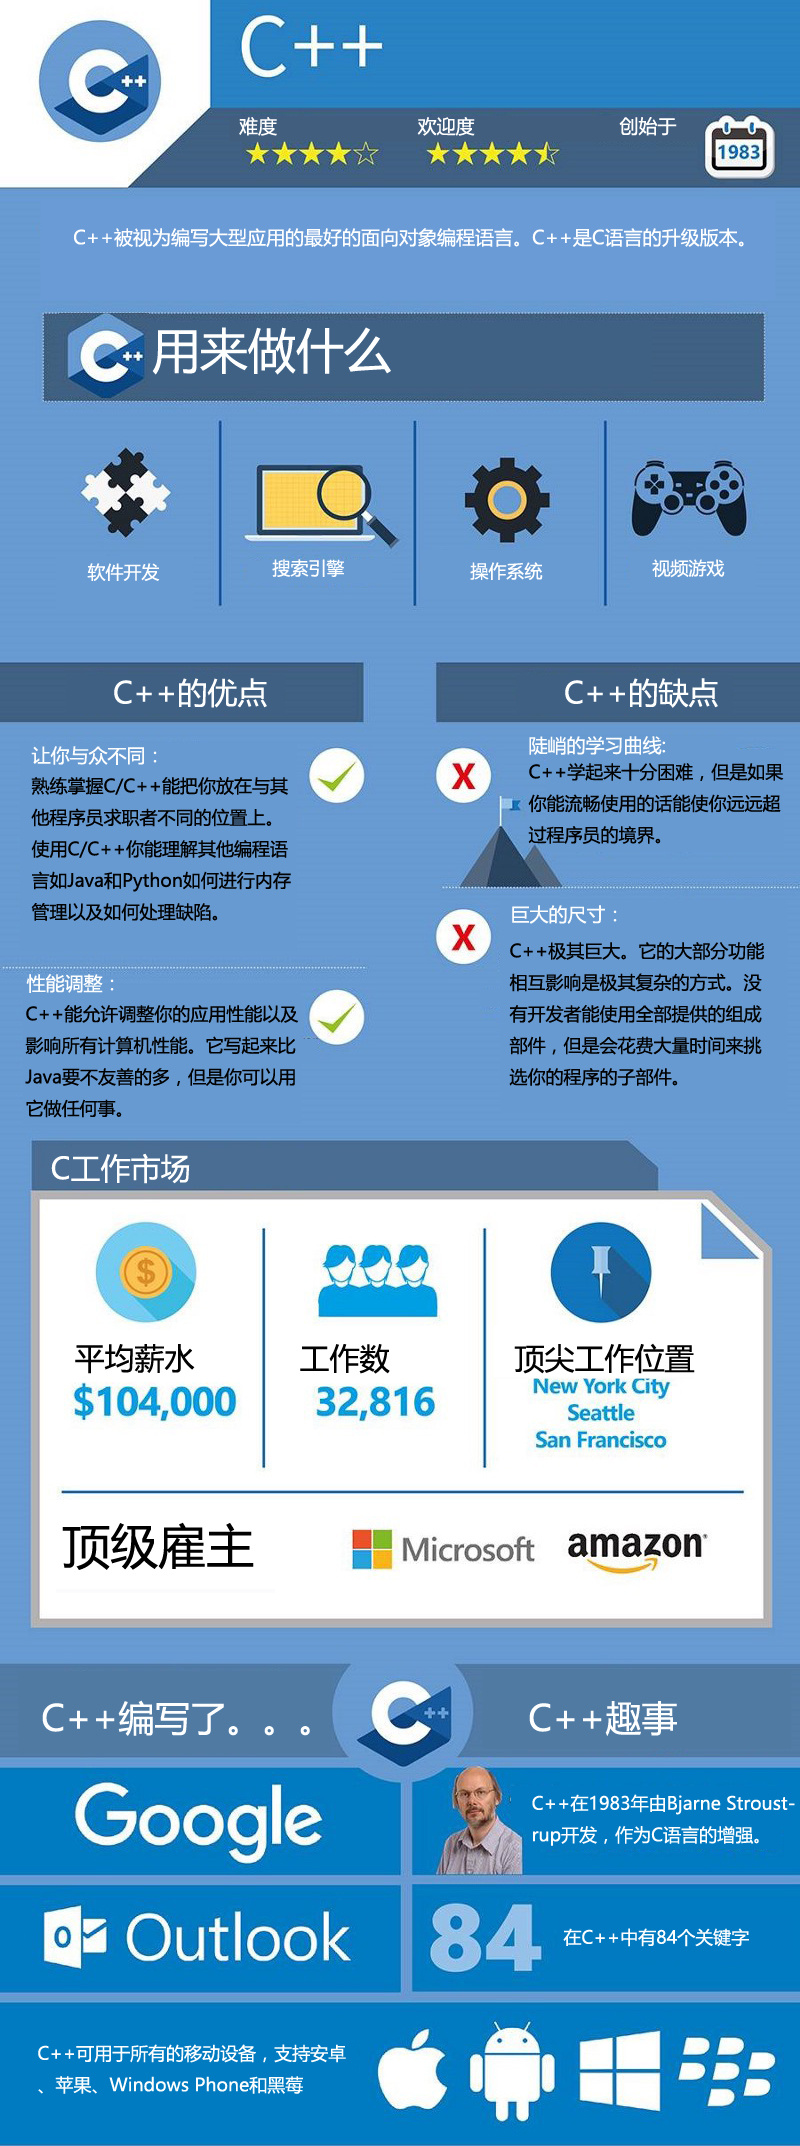 C++
难度
欢迎度
创始于
1983
C++被视为编写大型应用的最好的面向对象编程语言。C++是C语言的升级版本。
C++用来做什么
软件开发
搜索引擎
操作系统
视频游戏
C++的优点
让你与众不同：
熟练掌握C/C++能把你放在与其
他程序员求职者不同的位置上。
使用C/C++你能理解其他编程语
言如Java和Python如何进行内存
管理以及如何处理缺陷。
性能调整：
C++能允许调整你的应用性能以及
影响所有计算机性能。它写起来比
Java要不友善的多，但是你可以用
它做任何事。
C++的缺点
X
陡峭的学习曲线:
C++学起来十分困难，但是如果
你能流畅使用的话能使你远远超
过程序员的境界。
X
巨大的尺寸：
C++极其巨大。它的大部分功能
相互影响是极其复杂的方式。没
有开发者能使用全部提供的组成
部件，但是会花费大量时间来挑
选你的程序的子部件。
C工作市场
$
平均薪水
$104,000
工作数
32,816
顶尖工作位置
New York City
Seattle
San Francisco
顶级雇主
Microsoft
amazon
C++编写了。。。
C++
C++趣事
Google
C++在1983年由Bjarne Stroust-
rup开发，作为C语言的增强。
Outlook
84
在C++中有84个关键字
C++可用于所有的移动设备，支持安卓
、苹果、Windows Phone和黑莓